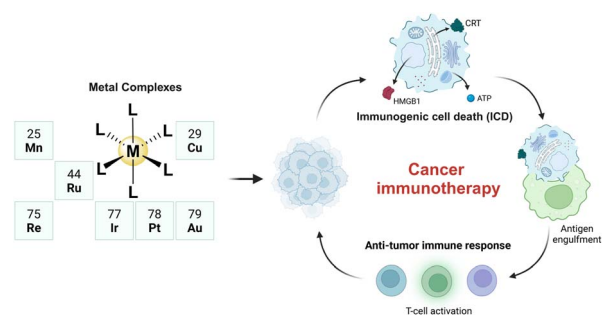 Metal Complexes
L
L
L
M
L
L
L
25
Mn
29
Cu
44
Ru
75
Re
77
Ir
78
Pt
79
Au
CRT
HMGB1
ATP
Immunogenic cell death (ICD)
Cancer
immunotherapy
Antigen
engulfment
Anti-tumor immune response
T-cell activation